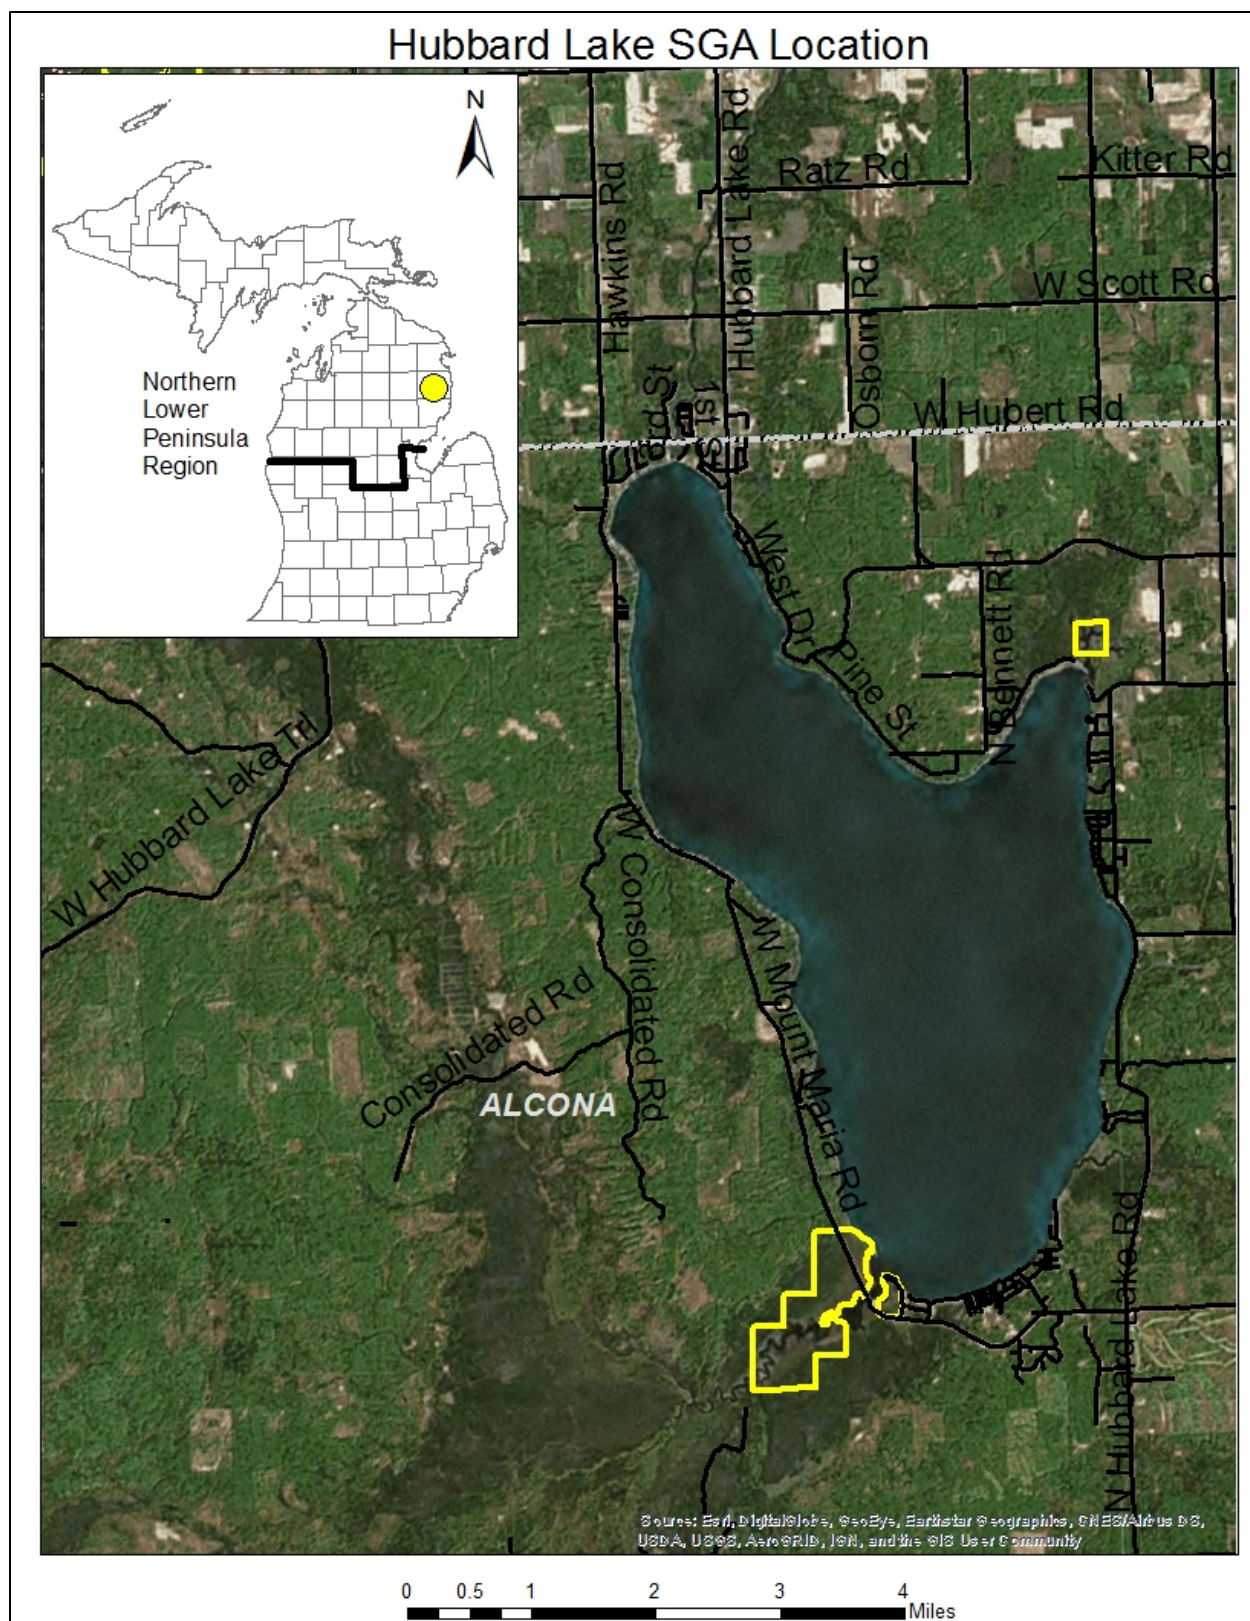 Hubbard Lake SGA Location
N
Northern
Lower
Peninsula
Region
Hawkins Rd
Hubbard Lake Rd
Ratz Rd
Kitter Rd
W Scott Rd
Osborn Rd
3rd St
1st St
W Hubert Rd
West Dr
Pine St
N Bennett Rd
W Hubbard Lake Trl
W Consolidated Rd
Consolidated Rd
W Mount Maria Rd
ALCONA
N Hubbard Lake Rd
Source: Esri, DigitalGlobe, GeoEye, Earthstar Geographics, CNES/Airbus DS,
USDA, USGS, AeroGRID, IGN, and the GIS User Community
0 0.5 1 2 3 4
Miles